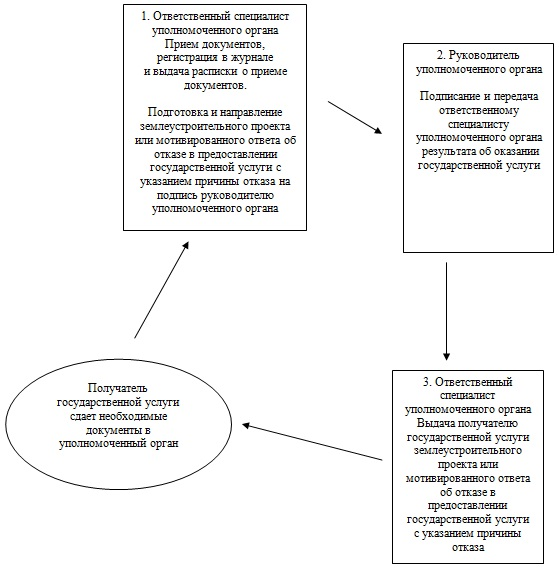 1. Ответственный специалист
уполномоченного органа
Прием документов,
регистрация в журнале
и выдача расписки о приеме
документов.
Подготовка и направление
землеустроительного проекта
или мотивированного ответа об
отказе в предоставлении
государственной услуги с
указанием причины отказа на
подпись руководителю
уполномоченного органа
2. Руководитель
уполномоченного органа
Подписание и передача
ответственному
специалисту
уполномоченного органа
результата об оказании
государственной услуги
3. Ответственный
специалист
уполномоченного органа
Выдача получателю
государственной услуги
землеустроительного
проекта или
мотивированного ответа
об отказе в
предоставлении
государственной услуги
с указанием причины
отказа
Получатель
государственной услуги
сдает необходимые
документы в
уполномоченный орган